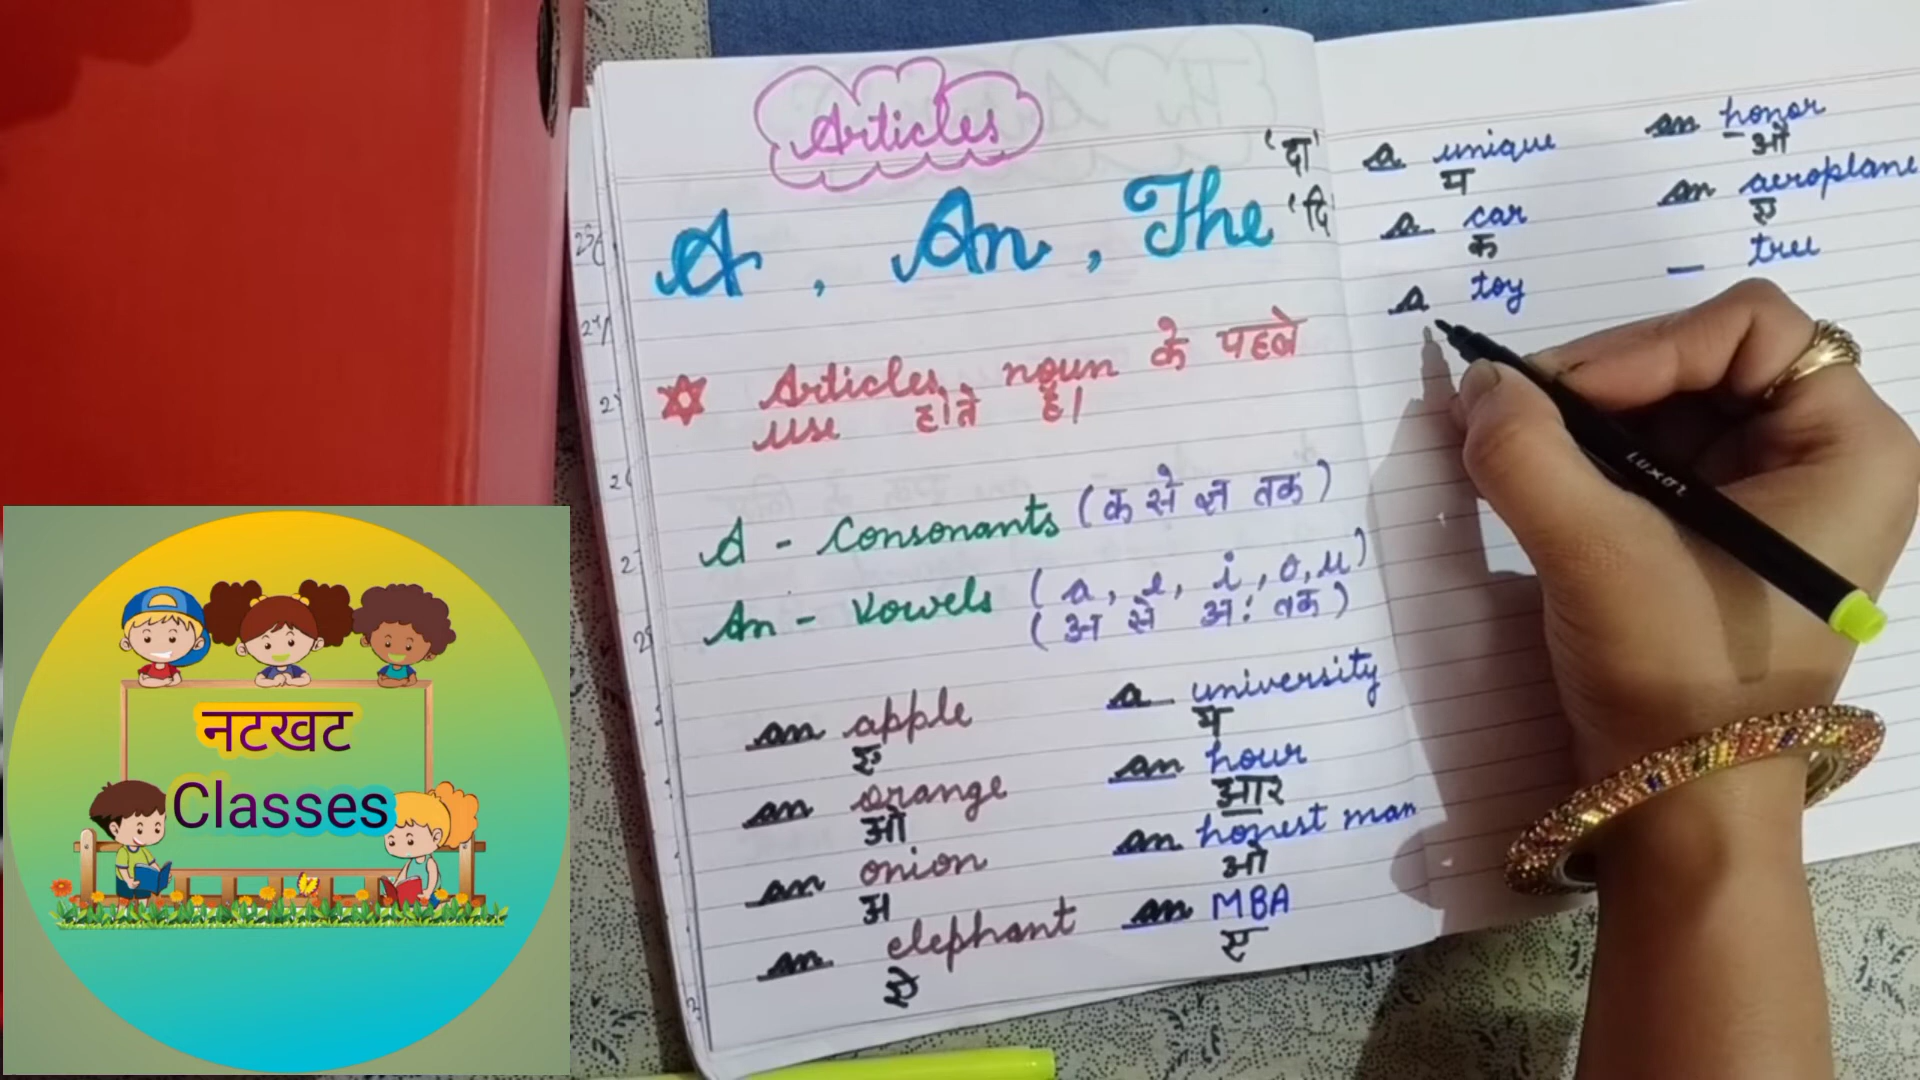 Articles
A, An, The 'दा'
'दि'
Articles, noun के पहले
use होते है।
A - Consonants (क से ज्ञ तक)
An - Vowels (a, e, i, o, u)
(अ से अः तक)
an apple
ए
an orange
ओ
an onion
अ
an elephant
ऐ
a university
य
an hour
आर
an honest man
ओ
an MBA
ए
a unique
य
a car
क
a toy
an honor
ओ
an aeroplane
ए
_ tree
LUXOR
नटखट
Classes